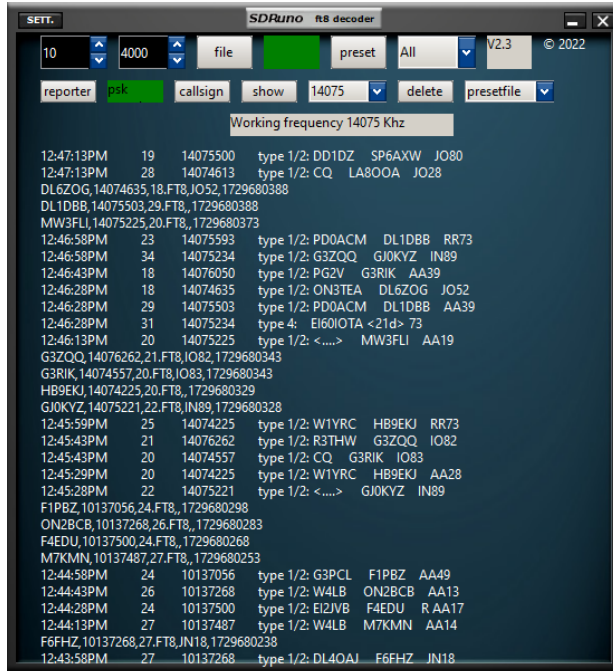 SETT. SDRuno ft8 decoder
10 4000 file preset All V2.3 © 2022
reporter psk callsign show 14075 delete presetfile
Working frequency 14075 Khz
12:47:13PM 19 14075500 type 1/2: DD1DZ SP6AXW JO80
12:47:13PM 28 14074613 type 1/2: CQ LA8OOA JO28
DL6ZOG,14074635,18.FT8,JO52,1729680388
DL1DBB,14075503,29.FT8,,1729680388
MW3FLI,14075225,20.FT8,,1729680373
12:46:58PM 23 14075593 type 1/2: PD0ACM DL1DBB RR73
12:46:58PM 34 14075234 type 1/2: G3ZQQ GJ0KYZ IN89
12:46:43PM 18 14076050 type 1/2: PG2V G3RIK AA39
12:46:28PM 18 14074635 type 1/2: ON3TEA DL6ZOG JO52
12:46:28PM 29 14075503 type 1/2: PD0ACM DL1DBB AA39
12:46:28PM 31 14075234 type 4: EI60IOTA <21d> 73
12:46:13PM 20 14075225 type 1/2: <....> MW3FLI AA19
G3ZQQ,14076262,21.FT8,IO82,1729680343
G3RIK,14074557,20.FT8,IO83,1729680343
HB9EKJ,14074225,20.FT8,,1729680329
GJ0KYZ,14075221,22.FT8,IN89,1729680328
12:45:59PM 25 14074225 type 1/2: W1YRC HB9EKJ RR73
12:45:43PM 21 14076262 type 1/2: R3THW G3ZQQ IO82
12:45:43PM 20 14074557 type 1/2: CQ G3RIK IO83
12:45:29PM 20 14074225 type 1/2: W1YRC HB9EKJ AA28
12:45:28PM 22 14075221 type 1/2: <....> GJ0KYZ IN89
F1PBZ,10137056,24.FT8,,1729680298
ON2BCB,10137268,26.FT8,,1729680283
F4EDU,10137500,24.FT8,,1729680268
M7KMN,10137487,27.FT8,,1729680253
12:44:58PM 24 10137056 type 1/2: G3PCL F1PBZ AA49
12:44:43PM 26 10137268 type 1/2: W4LB ON2BCB AA13
12:44:28PM 24 10137500 type 1/2: EI2JVB F4EDU R AA17
12:44:13PM 27 10137487 type 1/2: W4LB M7KMN AA14
F6FHZ,10137268,27.FT8,JN18,1729680238
12:43:58PM 27 10137268 type 1/2: DL4OAJ F6FHZ JN18